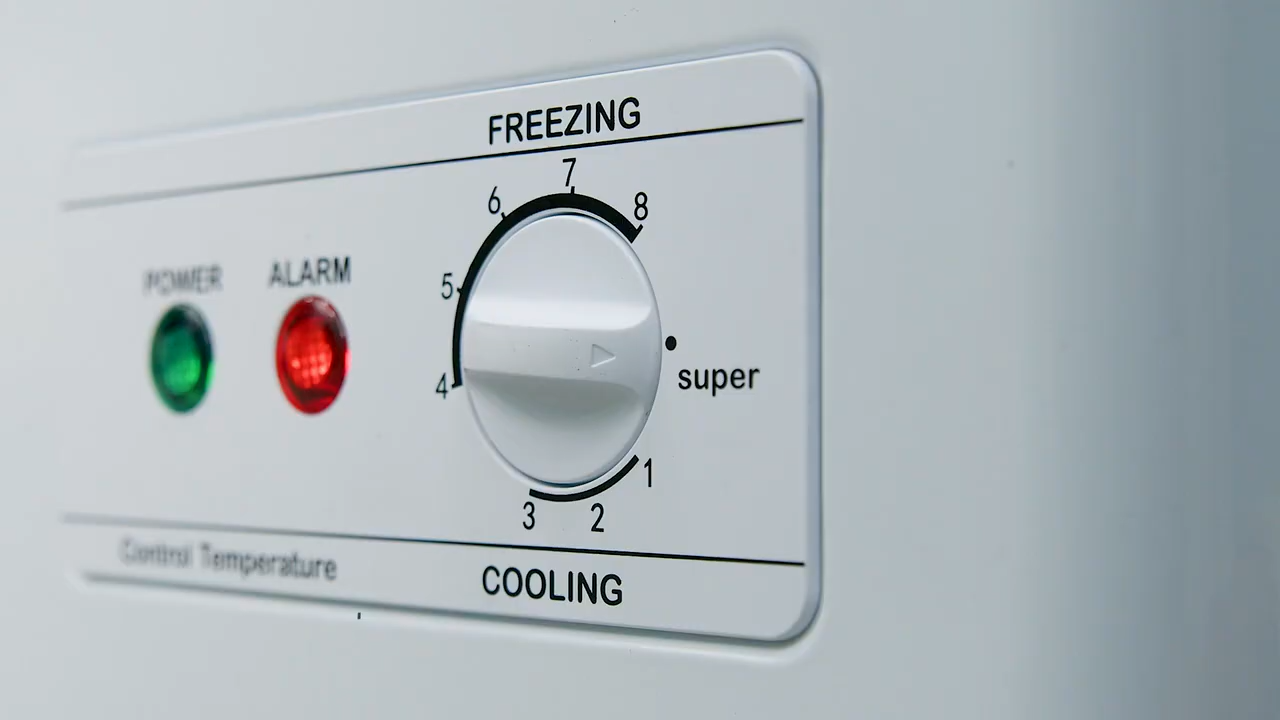 FREEZING
7
6
8
POWER
ALARM
5
super
4
1
3
2
Control Temperature
COOLING